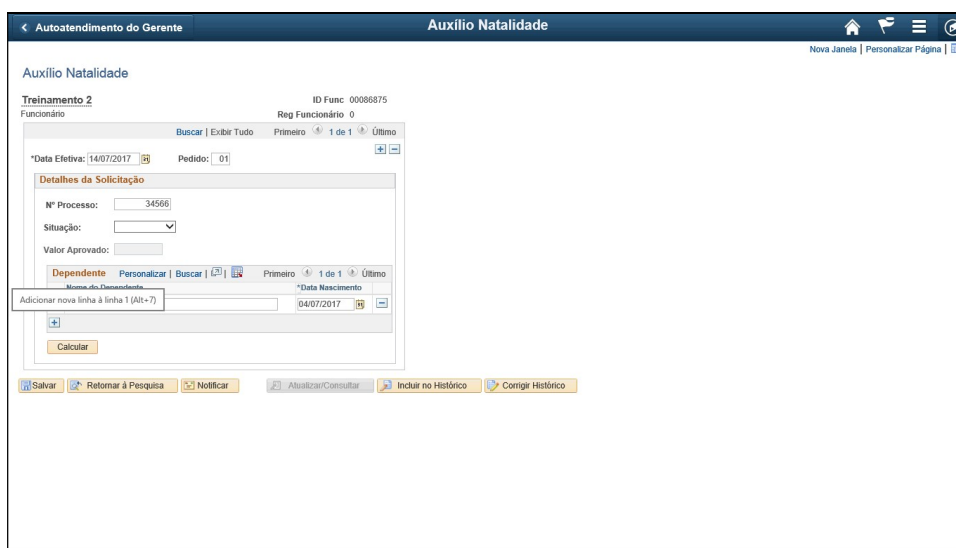 Autoatendimento do Gerente
Auxílio Natalidade
Nova Janela | Personalizar Página |
Auxílio Natalidade
Treinamento 2 ID Func 00086875
Funcionário Reg Funcionário 0
Buscar | Exibir Tudo Primeiro 1 de 1 Último
*Data Efetiva: 14/07/2017 Pedido: 01
Detalhes da Solicitação
Nº Processo: 34566
Situação:
Valor Aprovado:
Dependente Personalizar | Buscar | | Primeiro 1 de 1 Último
Nome do Dependente *Data Nascimento
Adicionar nova linha à linha 1 (Alt+7) 04/07/2017
Calcular
Salvar Retornar à Pesquisa Notificar Atualizar/Consultar Incluir no Histórico Corrigir Histórico